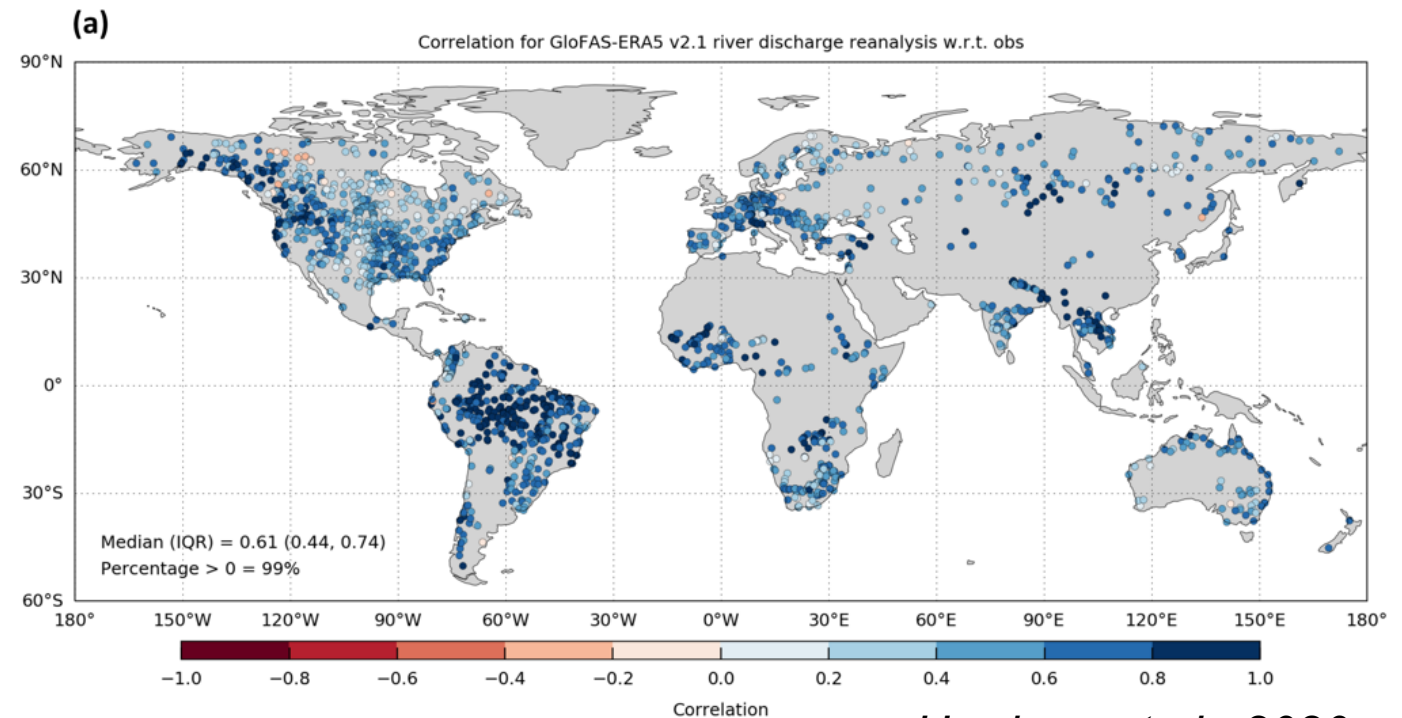 (a)
Correlation for GloFAS-ERA5 v2.1 river discharge reanalysis w.r.t. obs
90°N
60°N
30°N
0°
30°S
60°S
Median (IQR) = 0.61 (0.44, 0.74)
Percentage > 0 = 99%
180° 150°W 120°W 90°W 60°W 30°W 0°W 30°E 60°E 90°E 120°E 150°E 180°
−1.0 −0.8 −0.6 −0.4 −0.2 0.0 0.2 0.4 0.6 0.8 1.0
Correlation